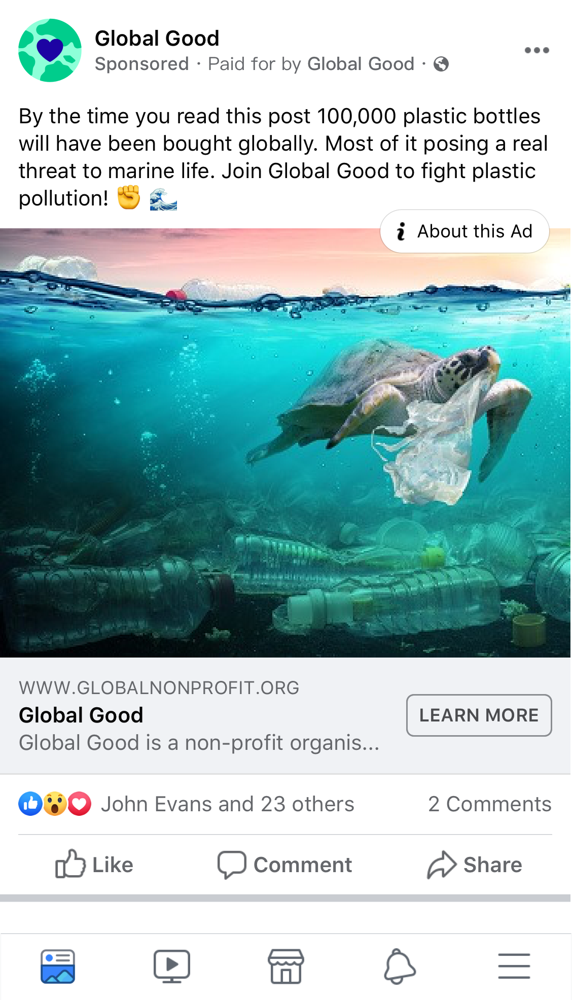 Global Good
Sponsored · Paid for by Global Good ·
By the time you read this post 100,000 plastic bottles
will have been bought globally. Most of it posing a real
threat to marine life. Join Global Good to fight plastic
pollution! ✊ 🌊
i About this Ad
WWW.GLOBALNONPROFIT.ORG
Global Good
Global Good is a non-profit organis...
LEARN MORE
John Evans and 23 others
2 Comments
Like
Comment
Share